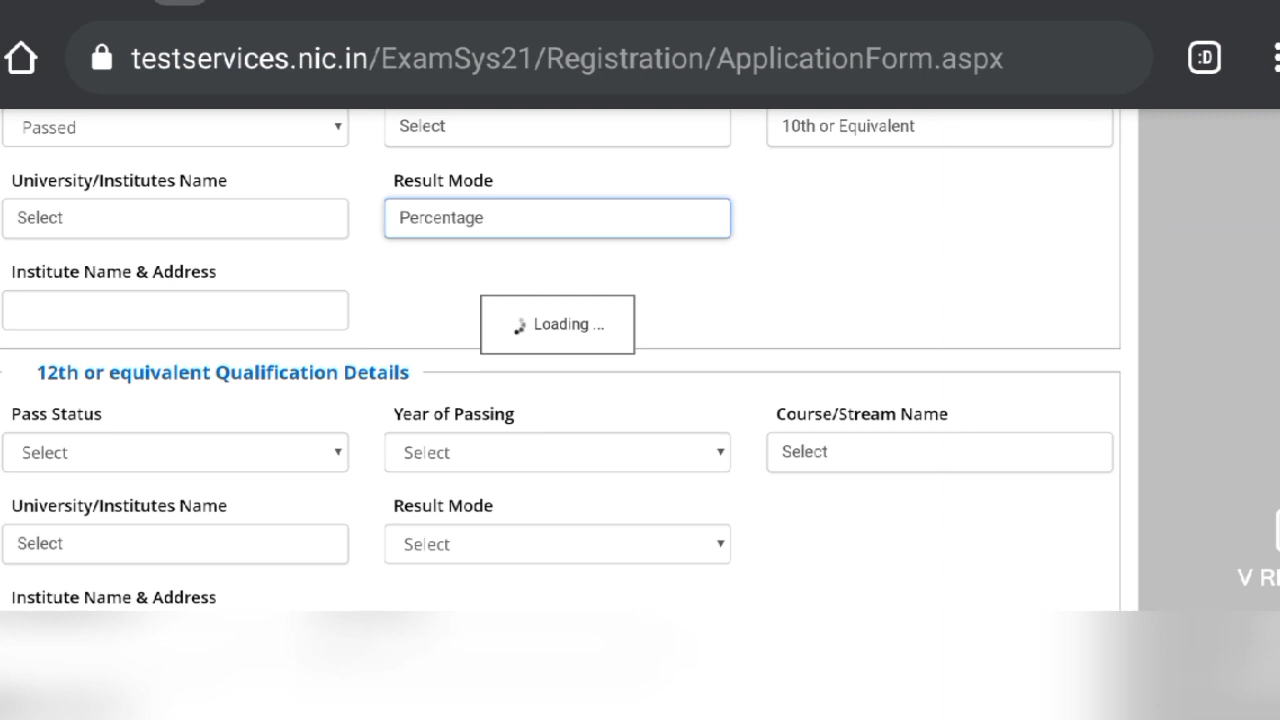 :D
testservices.nic.in/ExamSys21/Registration/ApplicationForm.aspx
Passed Select 10th or Equivalent
University/Institutes Name Result Mode
Select Percentage
Institute Name & Address
Loading ...
12th or equivalent Qualification Details
Pass Status Year of Passing Course/Stream Name
Select Select Select
University/Institutes Name Result Mode
Select Select
V R
Institute Name & Address